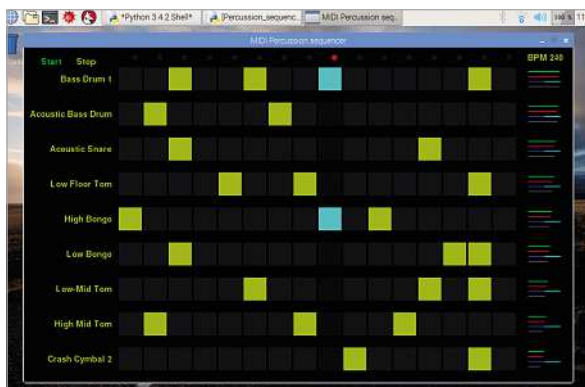 *Python 3.4.2 Shell*
[Percussion_sequenc...
MIDI Percussion seq...
100 %
11
MIDI Percussion sequencer
Start Stop
BPM 240
Bass Drum 1
Acoustic Bass Drum
Acoustic Snare
Low Floor Tom
High Bongo
Low Bongo
Low-Mid Tom
High Mid Tom
Crash Cymbal 2